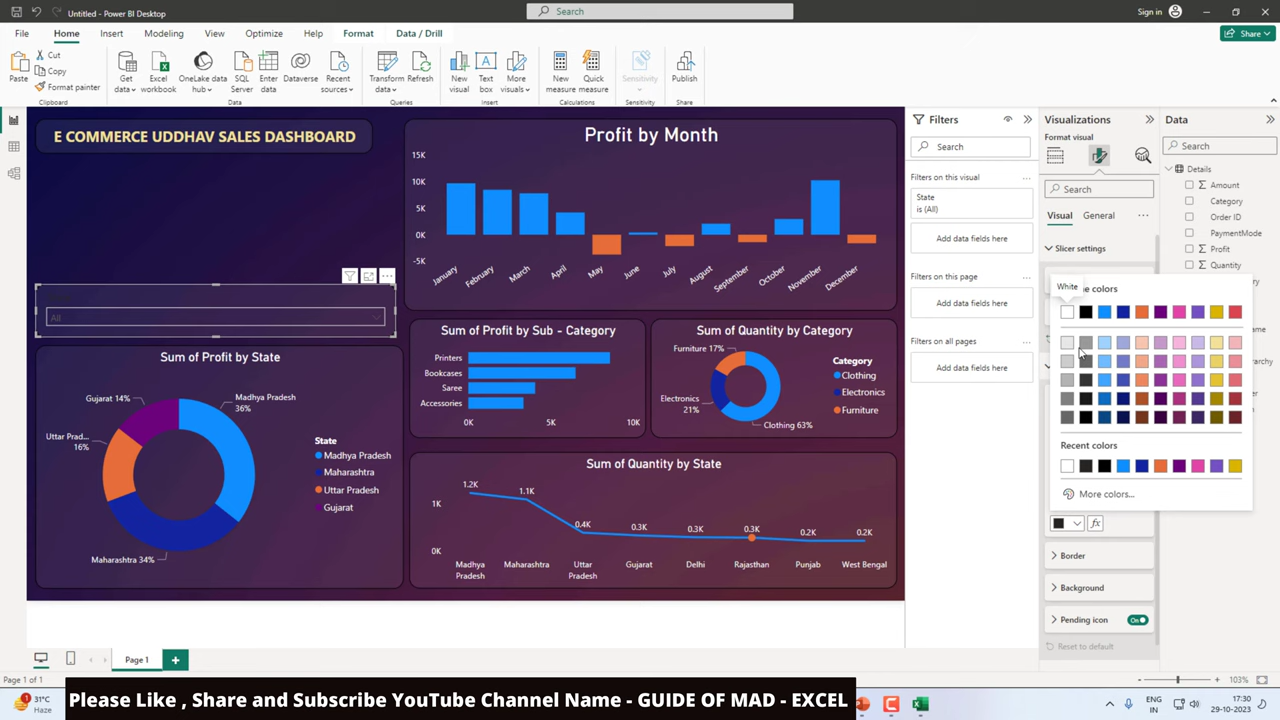 Untitled - Power BI Desktop
Search
Sign in
File
Home
Insert
Modeling
View
Optimize
Help
Format
Data / Drill
Share
Paste
Cut
Copy
Format painter
Get data
Excel workbook
OneLake data hub
SQL Server
Enter data
Dataverse
Recent sources
Transform data
Refresh
New visual
Text box
More visuals
New measure
Quick measure
Sensitivity
Publish
Clipboard
Data
Queries
Insert
Calculations
Sensitivity
Share
E COMMERCE UDDHAV SALES DASHBOARD
All
Profit by Month
15K
10K
5K
0K
-5K
January
February
March
April
May
June
July
August
September
October
November
December
Sum of Profit by State
Gujarat 14%
Madhya Pradesh
36%
Uttar Prad...
16%
Maharashtra 34%
State
Madhya Pradesh
Maharashtra
Uttar Pradesh
Gujarat
Sum of Profit by Sub - Category
Printers
Bookcases
Saree
Accessories
0K
5K
10K
Sum of Quantity by Category
Furniture 17%
Electronics
21%
Clothing 63%
Category
Clothing
Electronics
Furniture
Sum of Quantity by State
1K
0K
1.2K
1.1K
0.4K
0.3K
0.3K
0.3K
0.2K
0.2K
Madhya Pradesh
Maharashtra
Uttar Pradesh
Gujarat
Delhi
Rajasthan
Punjab
West Bengal
Filters
Search
Filters on this visual
State
is (All)
Add data fields here
Filters on this page
Add data fields here
Filters on all pages
Add data fields here
Visualizations
Format visual
Search
Visual
General
Slicer settings
White
e colors
Recent colors
More colors...
fx
Border
Background
Pending icon
On
Reset to default
Data
Search
Details
Amount
Category
Order ID
PaymentMode
Profit
Quantity
Page 1
Page 1 of 1
103%
31°C
Haze
Please Like , Share and Subscribe YouTube Channel Name - GUIDE OF MAD - EXCEL
ENG
IN
17:30
29-10-2023